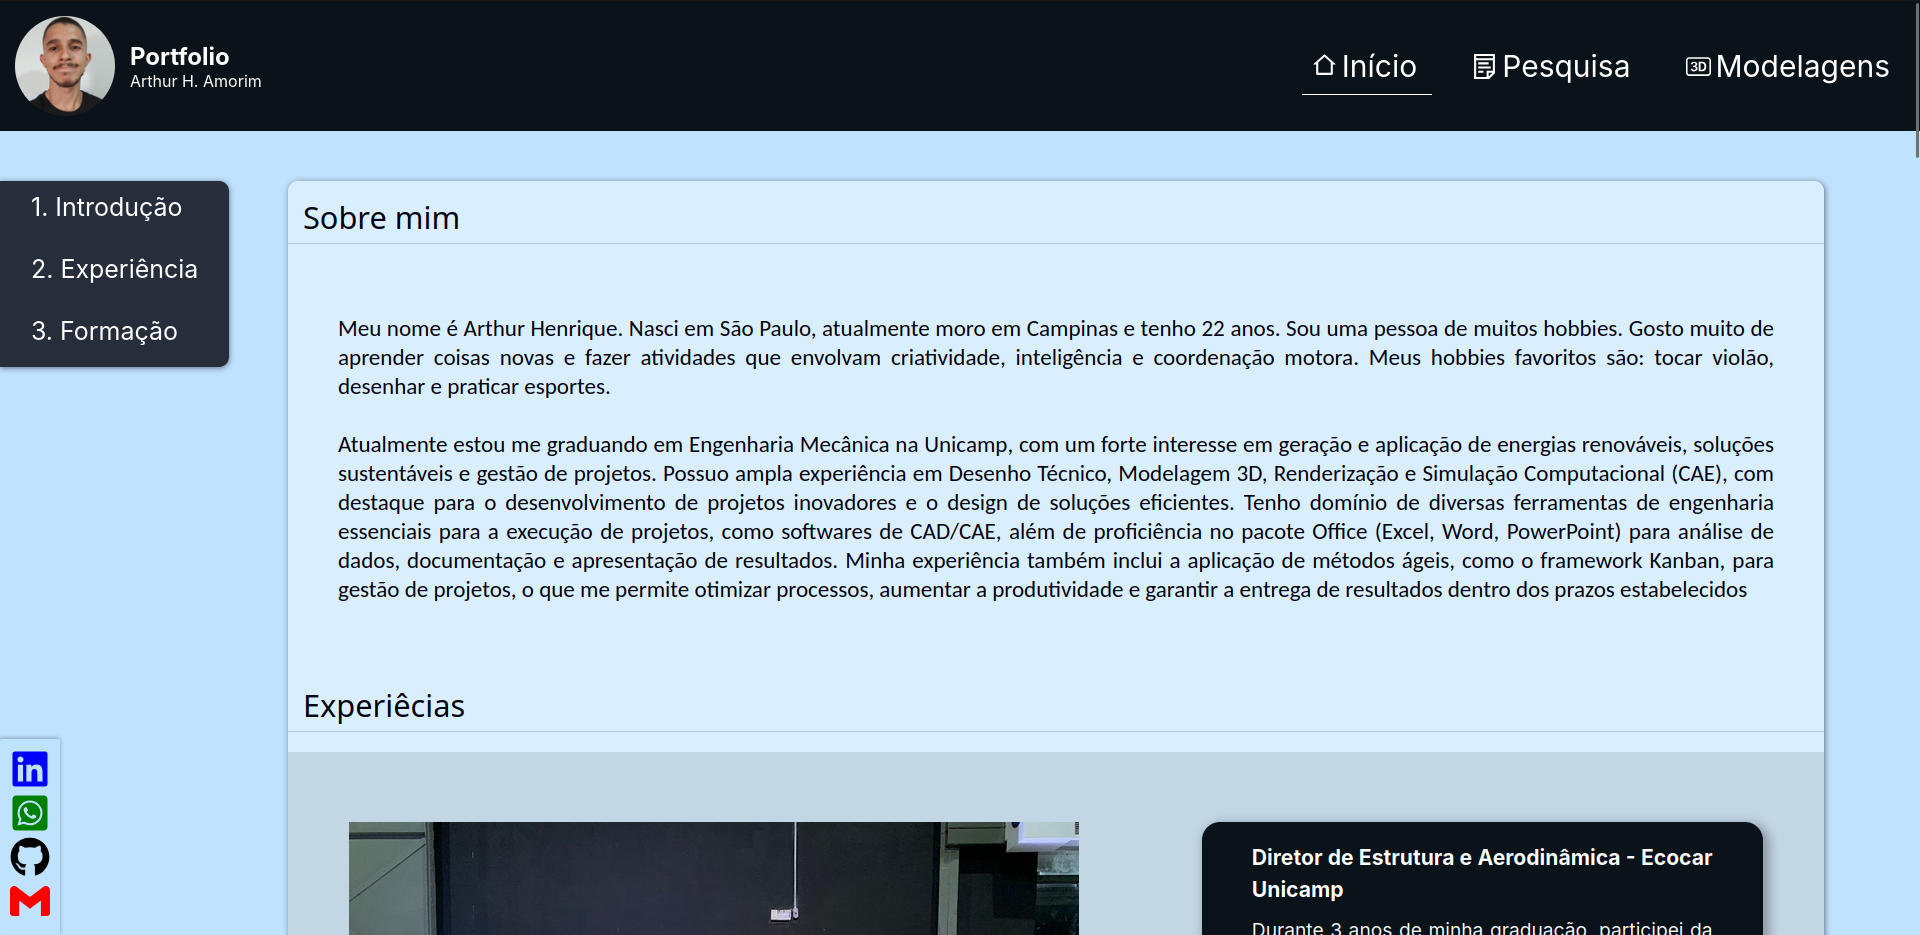 Portfolio
Arthur H. Amorim
Início
Pesquisa
3D Modelagens
1. Introdução
2. Experiência
3. Formação
Sobre mim
Meu nome é Arthur Henrique. Nasci em São Paulo, atualmente moro em Campinas e tenho 22 anos. Sou uma pessoa de muitos hobbies. Gosto muito de
aprender coisas novas e fazer atividades que envolvam criatividade, inteligência e coordenação motora. Meus hobbies favoritos são: tocar violão,
desenhar e praticar esportes.
Atualmente estou me graduando em Engenharia Mecânica na Unicamp, com um forte interesse em geração e aplicação de energias renováveis, soluções
sustentáveis e gestão de projetos. Possuo ampla experiência em Desenho Técnico, Modelagem 3D, Renderização e Simulação Computacional (CAE), com
destaque para o desenvolvimento de projetos inovadores e o design de soluções eficientes. Tenho domínio de diversas ferramentas de engenharia
essenciais para a execução de projetos, como softwares de CAD/CAE, além de proficiência no pacote Office (Excel, Word, PowerPoint) para análise de
dados, documentação e apresentação de resultados. Minha experiência também inclui a aplicação de métodos ágeis, como o framework Kanban, para
gestão de projetos, o que me permite otimizar processos, aumentar a produtividade e garantir a entrega de resultados dentro dos prazos estabelecidos
Experiêcias
in
Diretor de Estrutura e Aerodinâmica - Ecocar
Unicamp
Durante 3 anos de minha graduação, participei da